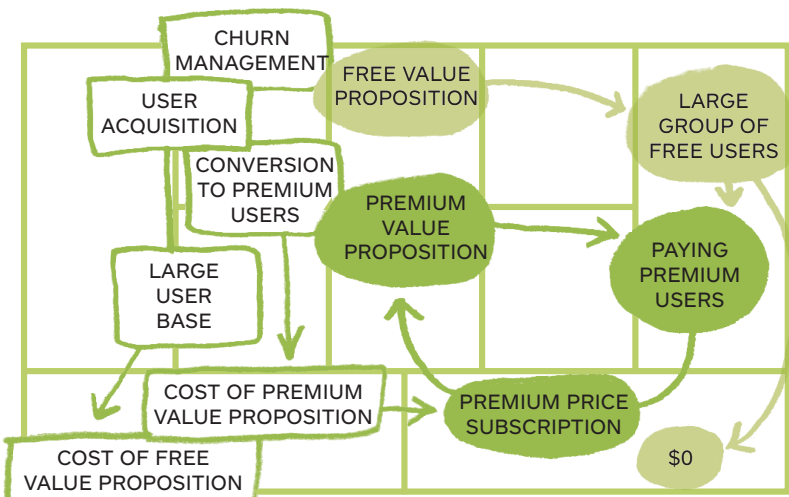 CHURN
MANAGEMENT
FREE VALUE
PROPOSITION
LARGE
GROUP OF
FREE USERS
USER
ACQUISITION
CONVERSION
TO PREMIUM
USERS
PREMIUM
VALUE
PROPOSITION
PAYING
PREMIUM
USERS
LARGE
USER
BASE
COST OF PREMIUM
VALUE PROPOSITION
PREMIUM PRICE
SUBSCRIPTION
COST OF FREE
VALUE PROPOSITION
$0